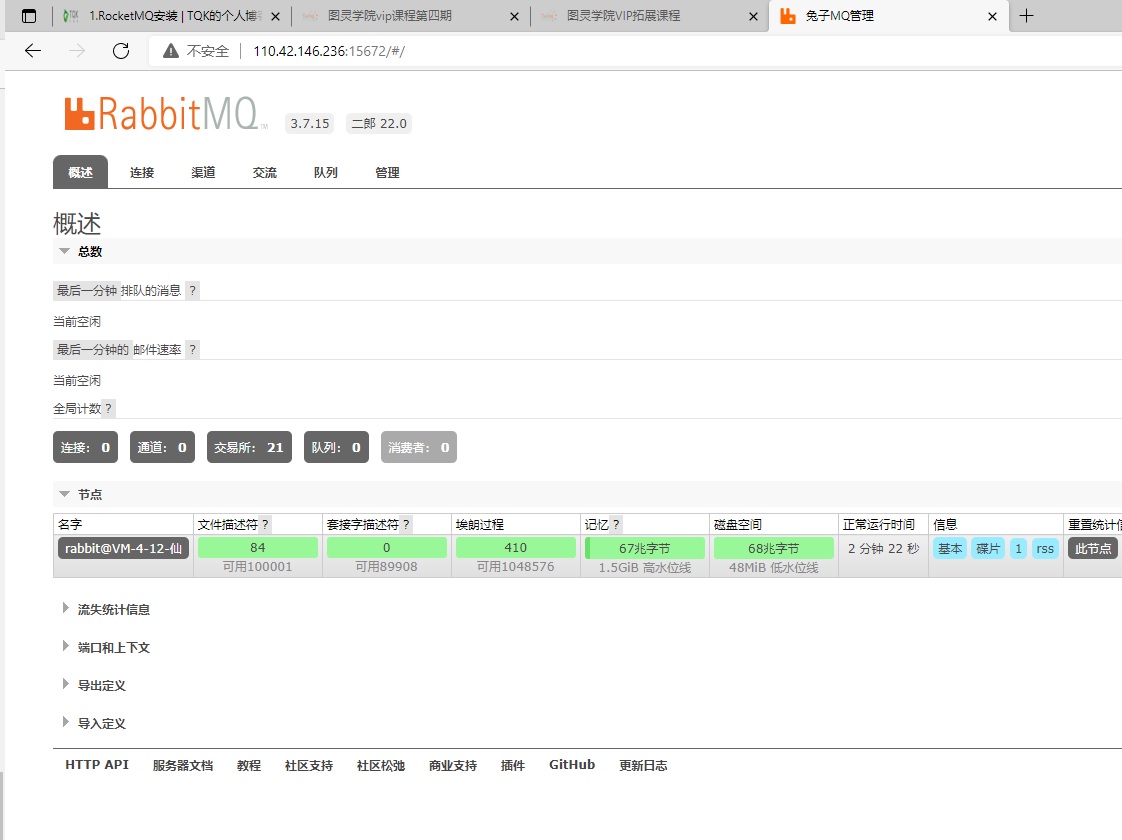 1.RocketMQ安装 | TQK的个人博
图灵学院vip课程第四期
图灵学院VIP拓展课程
兔子MQ管理
不安全 110.42.146.236:15672/#/
RabbitMQ TM 3.7.15 二郎 22.0
概述 连接 渠道 交流 队列 管理
概述
总数
最后一分钟 排队的消息 ?
当前空闲
最后一分钟的 邮件速率 ?
当前空闲
全局计数 ?
连接: 0 通道: 0 交易所: 21 队列: 0 消费者: 0
节点
名字 文件描述符 ? 套接字描述符 ? 埃朗过程 记忆 ? 磁盘空间 正常运行时间 信息 重置统计信
rabbit@VM-4-12-仙 84 0 410 67兆字节 68兆字节 2 分钟 22 秒 基本 碟片 1 rss 此节点
可用100001 可用89908 可用1048576 1.5GiB 高水位线 48MiB 低水位线
流失统计信息
端口和上下文
导出定义
导入定义
HTTP API 服务器文档 教程 社区支持 社区松弛 商业支持 插件 GitHub 更新日志